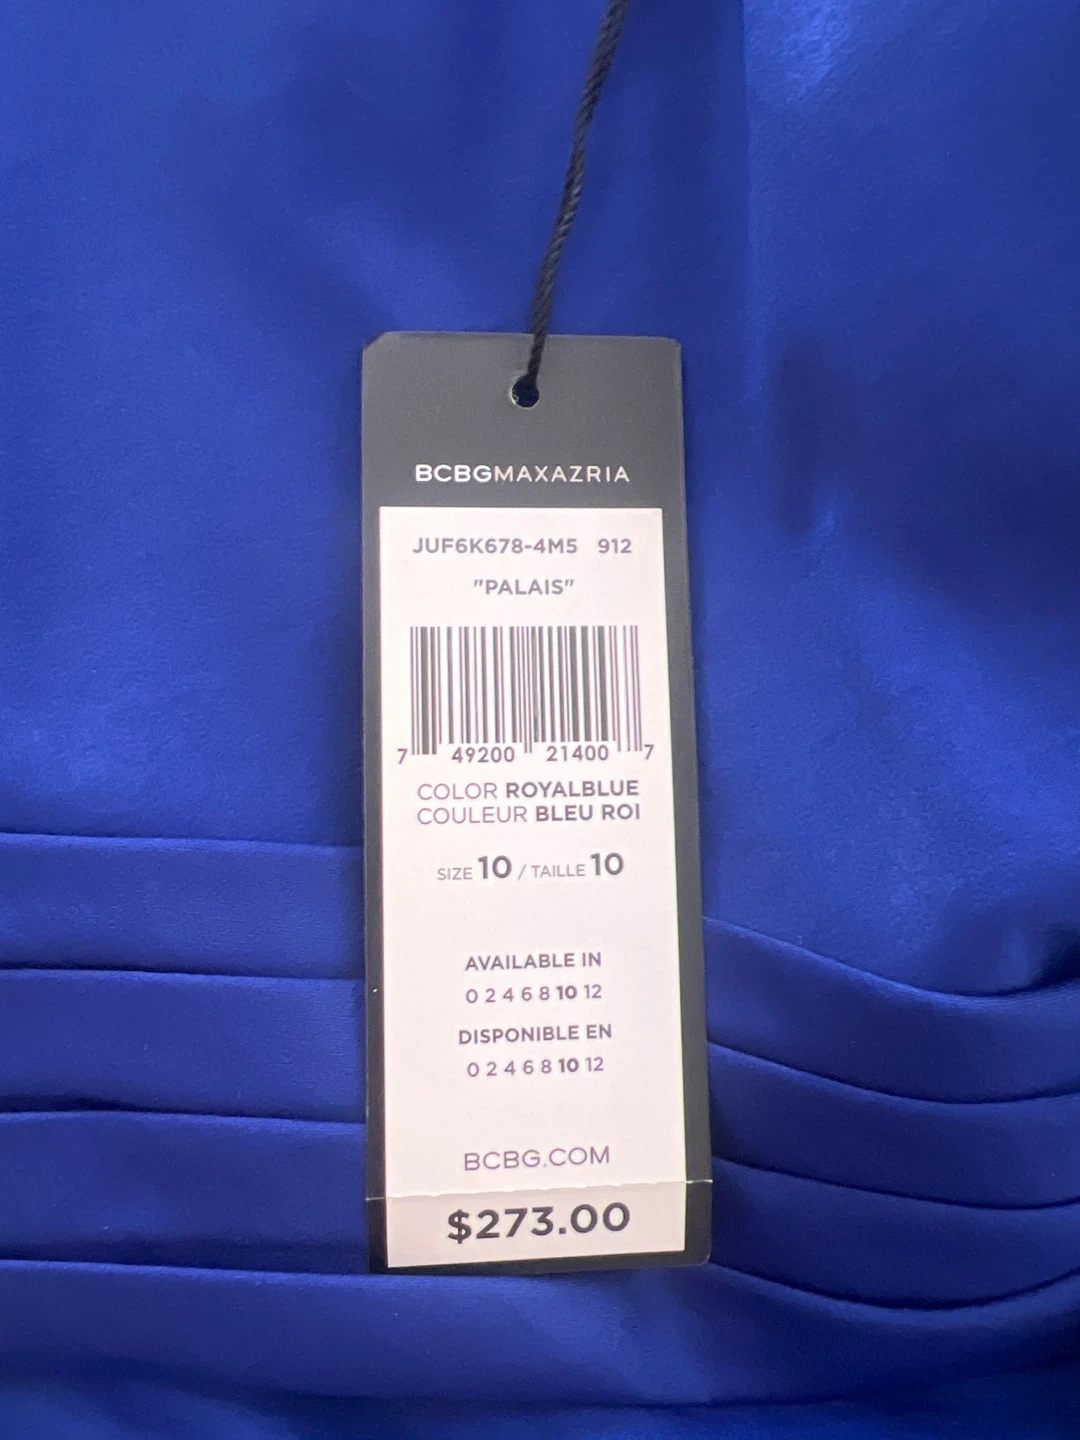 BCBGMAXAZRIA
JUF6K678-4M5 912
"PALAIS"
7 49200 21400 7
COLOR ROYALBLUE
COULEUR BLEU ROI
SIZE 10 / TAILLE 10
AVAILABLE IN
0 2 4 6 8 10 12
DISPONIBLE EN
0 2 4 6 8 10 12
BCBG.COM
$273.00